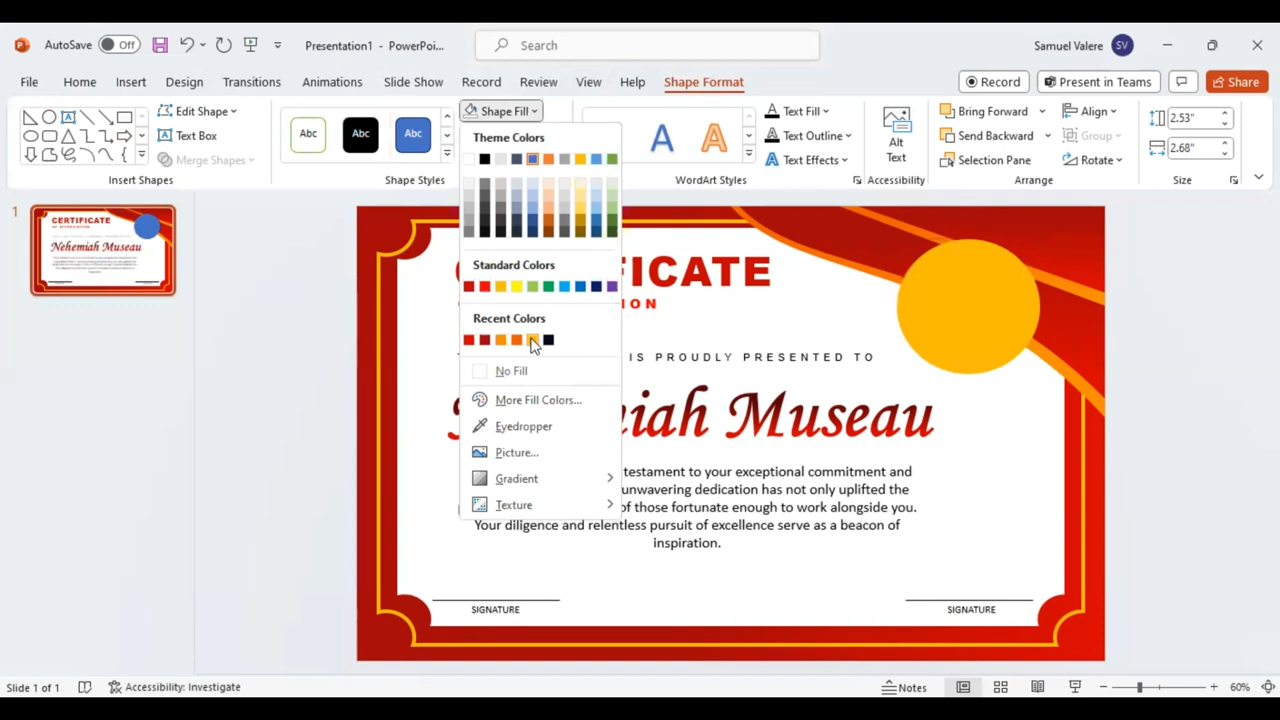 AutoSave Off Presentation1 - PowerPoi... Search Samuel Valere SV
File Home Insert Design Transitions Animations Slide Show Record Review View Help Shape Format Record Present in Teams Share
Edit Shape
Text Box
Merge Shapes
Insert Shapes
Abc Abc Abc
Shape Styles
Shape Fill
A A
WordArt Styles
Text Fill
Text Outline
Text Effects
Alt
Text
Accessibility
Bring Forward
Send Backward
Selection Pane
Align
Group
Rotate
Arrange
2.53"
2.68"
Size
Theme Colors
Standard Colors
Recent Colors
No Fill
More Fill Colors...
Eyedropper
Picture...
Gradient
Texture
1
CERTIFICATE
OF APPRECIATION
Nehemiah Museau
FICATE
ION
IS PROUDLY PRESENTED TO
iah Museau
testament to your exceptional commitment and
unwavering dedication has not only uplifted the
of those fortunate enough to work alongside you.
Your diligence and relentless pursuit of excellence serve as a beacon of
inspiration.
SIGNATURE SIGNATURE
Slide 1 of 1 Accessibility: Investigate Notes 60%